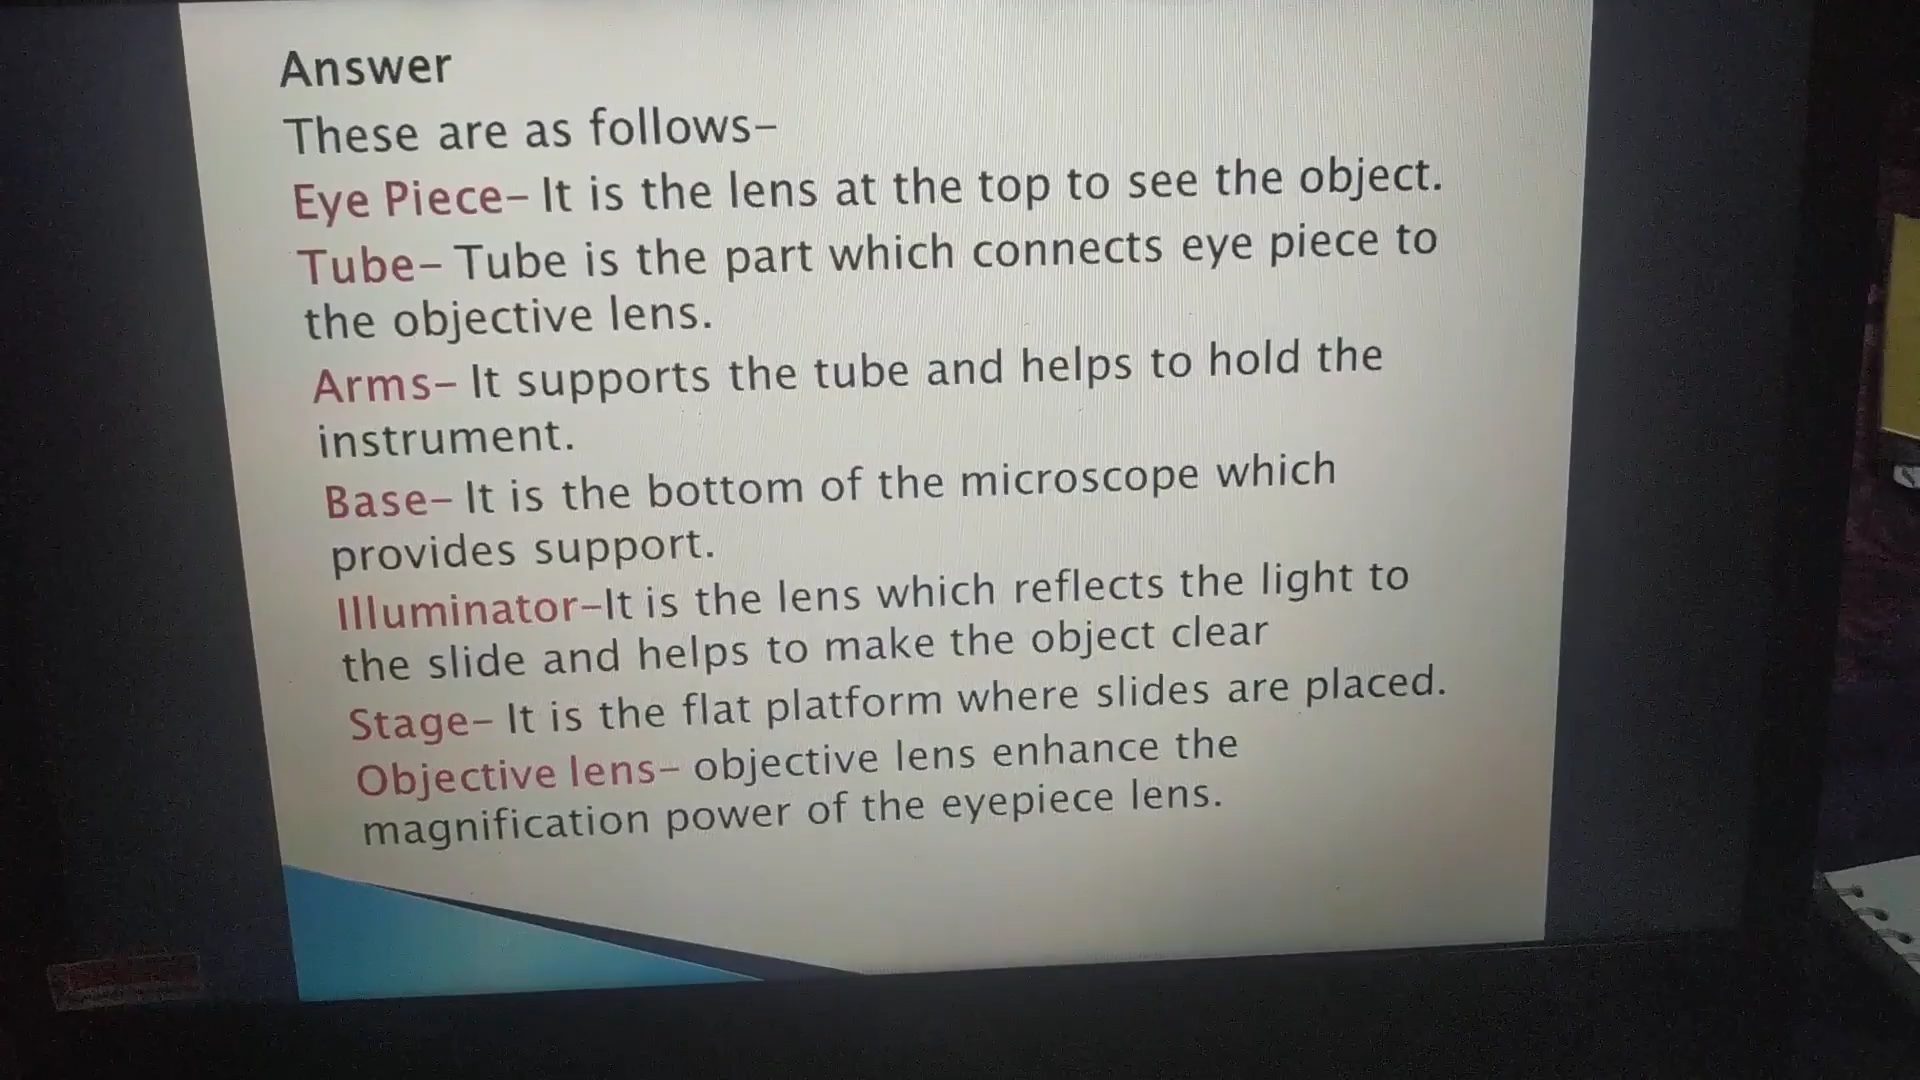 Answer
These are as follows–
Eye Piece– It is the lens at the top to see the object.
Tube– Tube is the part which connects eye piece to
the objective lens.
Arms– It supports the tube and helps to hold the
instrument.
Base– It is the bottom of the microscope which
provides support.
Illuminator–It is the lens which reflects the light to
the slide and helps to make the object clear
Stage– It is the flat platform where slides are placed.
Objective lens– objective lens enhance the
magnification power of the eyepiece lens.